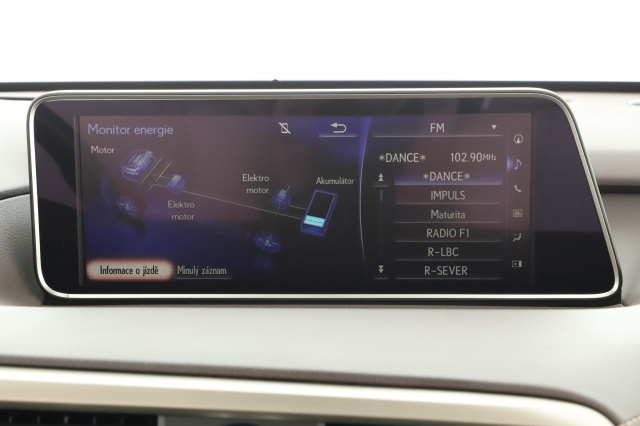 Monitor energie
Motor
Elektro
motor
Elektro
motor
Akumulátor
Informace o jízdě
Minulý záznam
FM
*DANCE* 102.90MHz
*DANCE*
IMPULS
Maturita
RADIO F1
R-LBC
R-SEVER